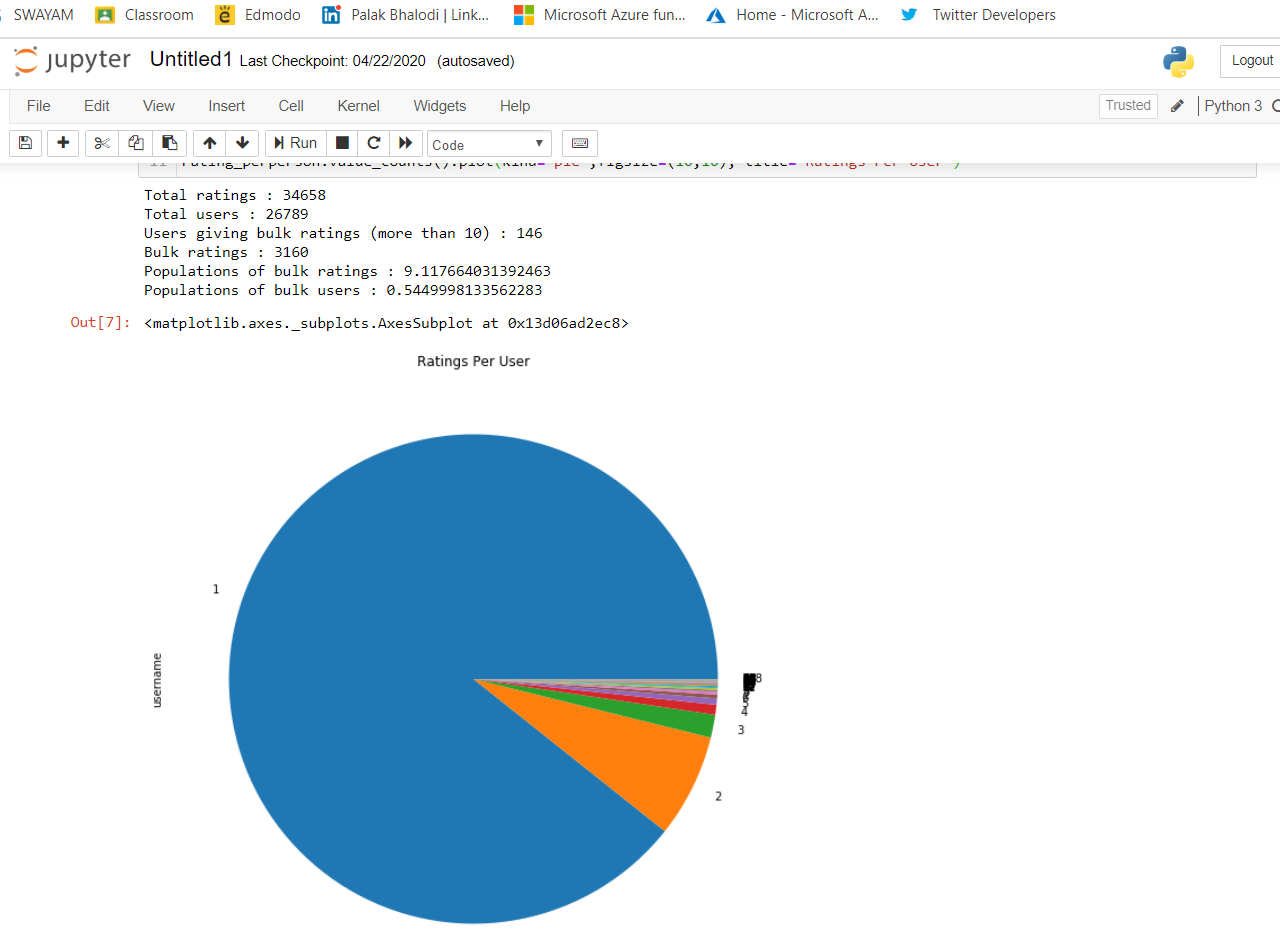 SWAYAM Classroom Edmodo Palak Bhalodi | Link... Microsoft Azure fun... Home - Microsoft A... Twitter Developers
jupyter Untitled1 Last Checkpoint: 04/22/2020 (autosaved) Logout
File Edit View Insert Cell Kernel Widgets Help Trusted Python 3
Run Code
Total ratings : 34658
Total users : 26789
Users giving bulk ratings (more than 10) : 146
Bulk ratings : 3160
Populations of bulk ratings : 9.117664031392463
Populations of bulk users : 0.5449998133562283
Out[7]: <matplotlib.axes._subplots.AxesSubplot at 0x13d06ad2ec8>
Ratings Per User
1
username
4
3
2